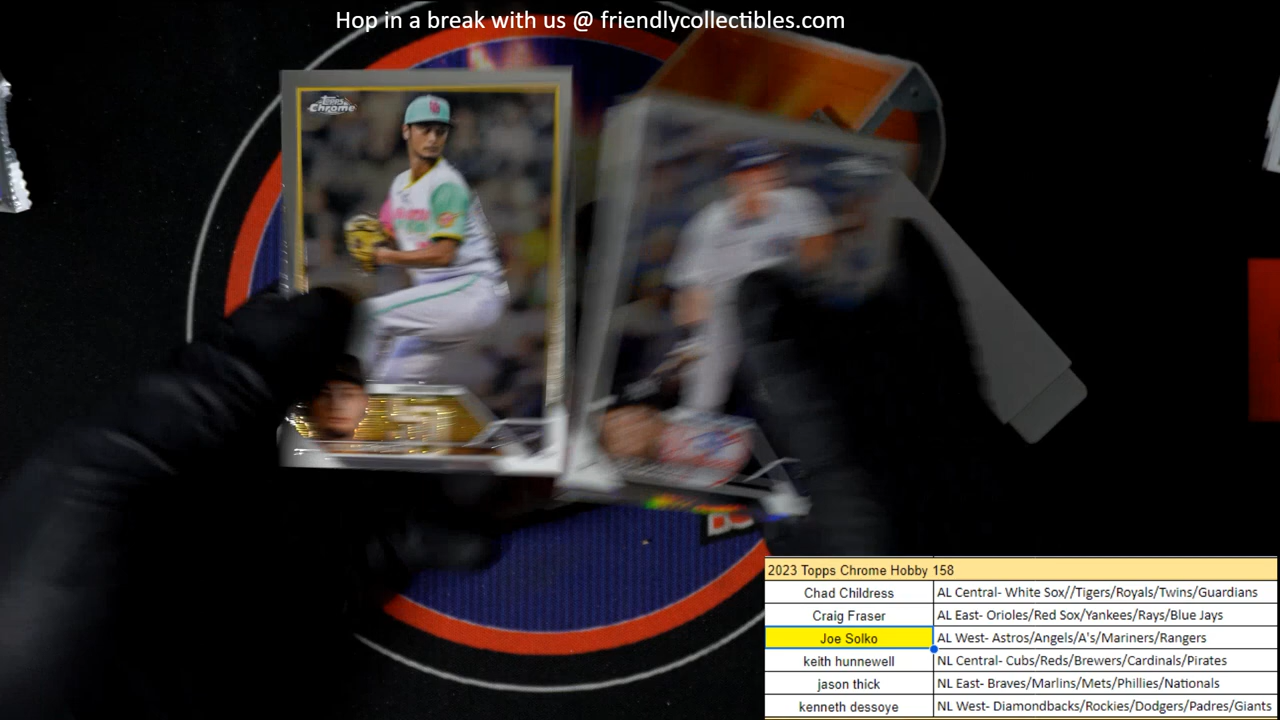 Hop in a break with us @ friendlycollectibles.com
TOPPS
Chrome
2023 Topps Chrome Hobby 158
Chad Childress AL Central- White Sox//Tigers/Royals/Twins/Guardians
Craig Fraser AL East- Orioles/Red Sox/Yankees/Rays/Blue Jays
Joe Solko AL West- Astros/Angels/A's/Mariners/Rangers
keith hunnewell NL Central- Cubs/Reds/Brewers/Cardinals/Pirates
jason thick NL East- Braves/Marlins/Mets/Phillies/Nationals
kenneth dessoye NL West- Diamondbacks/Rockies/Dodgers/Padres/Giants